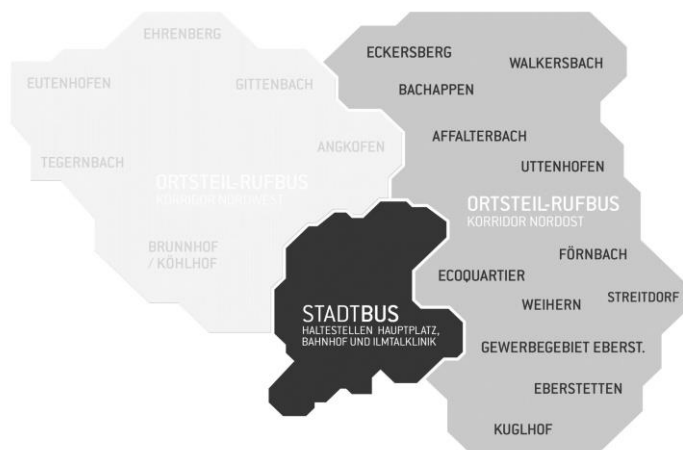 EHRENBERG
EUTENHOFEN
GITTENBACH
ANGKOFEN
TEGERNBACH
ORTSTEIL-RUFBUS
KORRIDOR NORDWEST
BRUNNHOF
/ KÖHLHOF
ECKERSBERG
WALKERSBACH
BACHAPPEN
AFFALTERBACH
UTTENHOFEN
ORTSTEIL-RUFBUS
KORRIDOR NORDOST
FÖRNBACH
ECOQUARTIER
STREITDORF
WEIHERN
GEWERBEGEBIET EBERST.
EBERSTETTEN
KUGLHOF
STADTBUS
HALTESTELLEN HAUPTPLATZ,
BAHNHOF UND ILMTALKLINIK